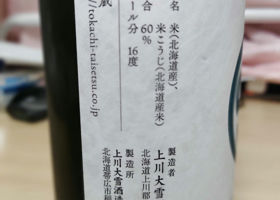 名 米(北海道産)、
米こうじ(北海道産米)
合 60%
ール分 16度
蔵
//tokachi-taisetsu.co.jp
製造者
上川大雪
北海道上川郡
製造所
上川大雪酒造
北海道帯広市稲